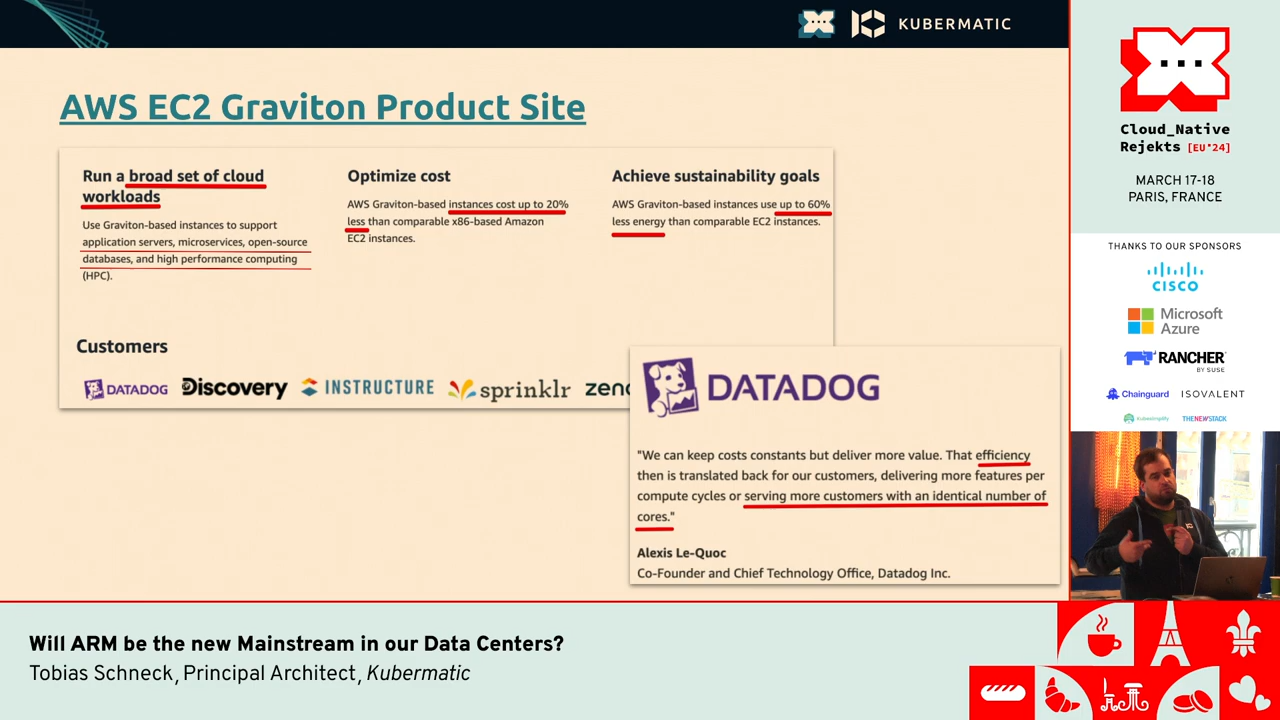 KUBERMATIC
AWS EC2 Graviton Product Site
Run a broad set of cloud
workloads
Use Graviton-based instances to support
application servers, microservices, open-source
databases, and high performance computing
(HPC).
Optimize cost
AWS Graviton-based instances cost up to 20%
less than comparable x86-based Amazon
EC2 instances.
Achieve sustainability goals
AWS Graviton-based instances use up to 60%
less energy than comparable EC2 instances.
Customers
DATADOG
Discovery
INSTRUCTURE
sprinklr
zend
DATADOG
"We can keep costs constants but deliver more value. That efficiency
then is translated back for our customers, delivering more features per
compute cycles or serving more customers with an identical number of
cores."
Alexis Le-Quoc
Co-Founder and Chief Technology Office, Datadog Inc.
Cloud_Native
Rejekts [EU'24]
MARCH 17-18
PARIS, FRANCE
THANKS TO OUR SPONSORS
CISCO
Microsoft
Azure
RANCHER
BY SUSE
Chainguard
ISOVALENT
kubesimplify
THENEWSTACK
Will ARM be the new Mainstream in our Data Centers?
Tobias Schneck, Principal Architect, Kubermatic